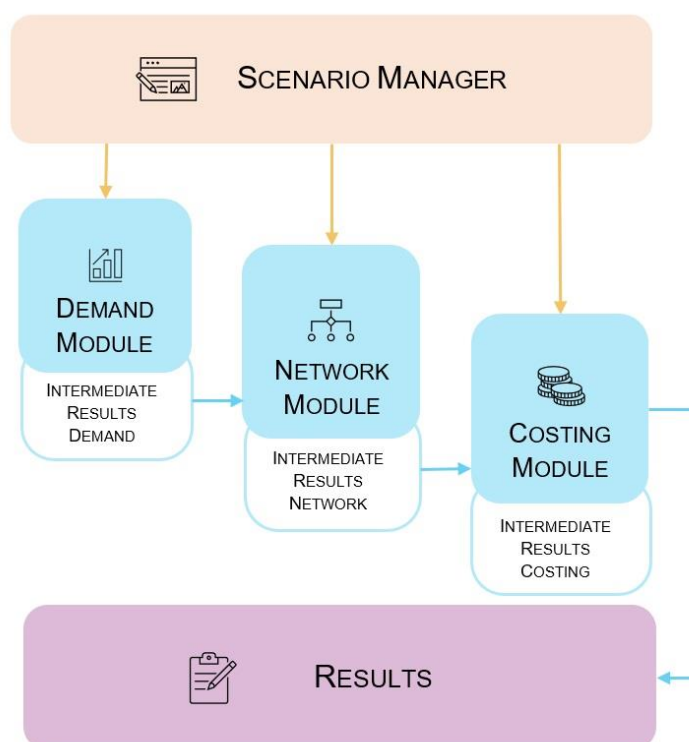 SCENARIO MANAGER
DEMAND
MODULE
INTERMEDIATE
RESULTS
DEMAND
NETWORK
MODULE
INTERMEDIATE
RESULTS
NETWORK
COSTING
MODULE
INTERMEDIATE
RESULTS
COSTING
RESULTS